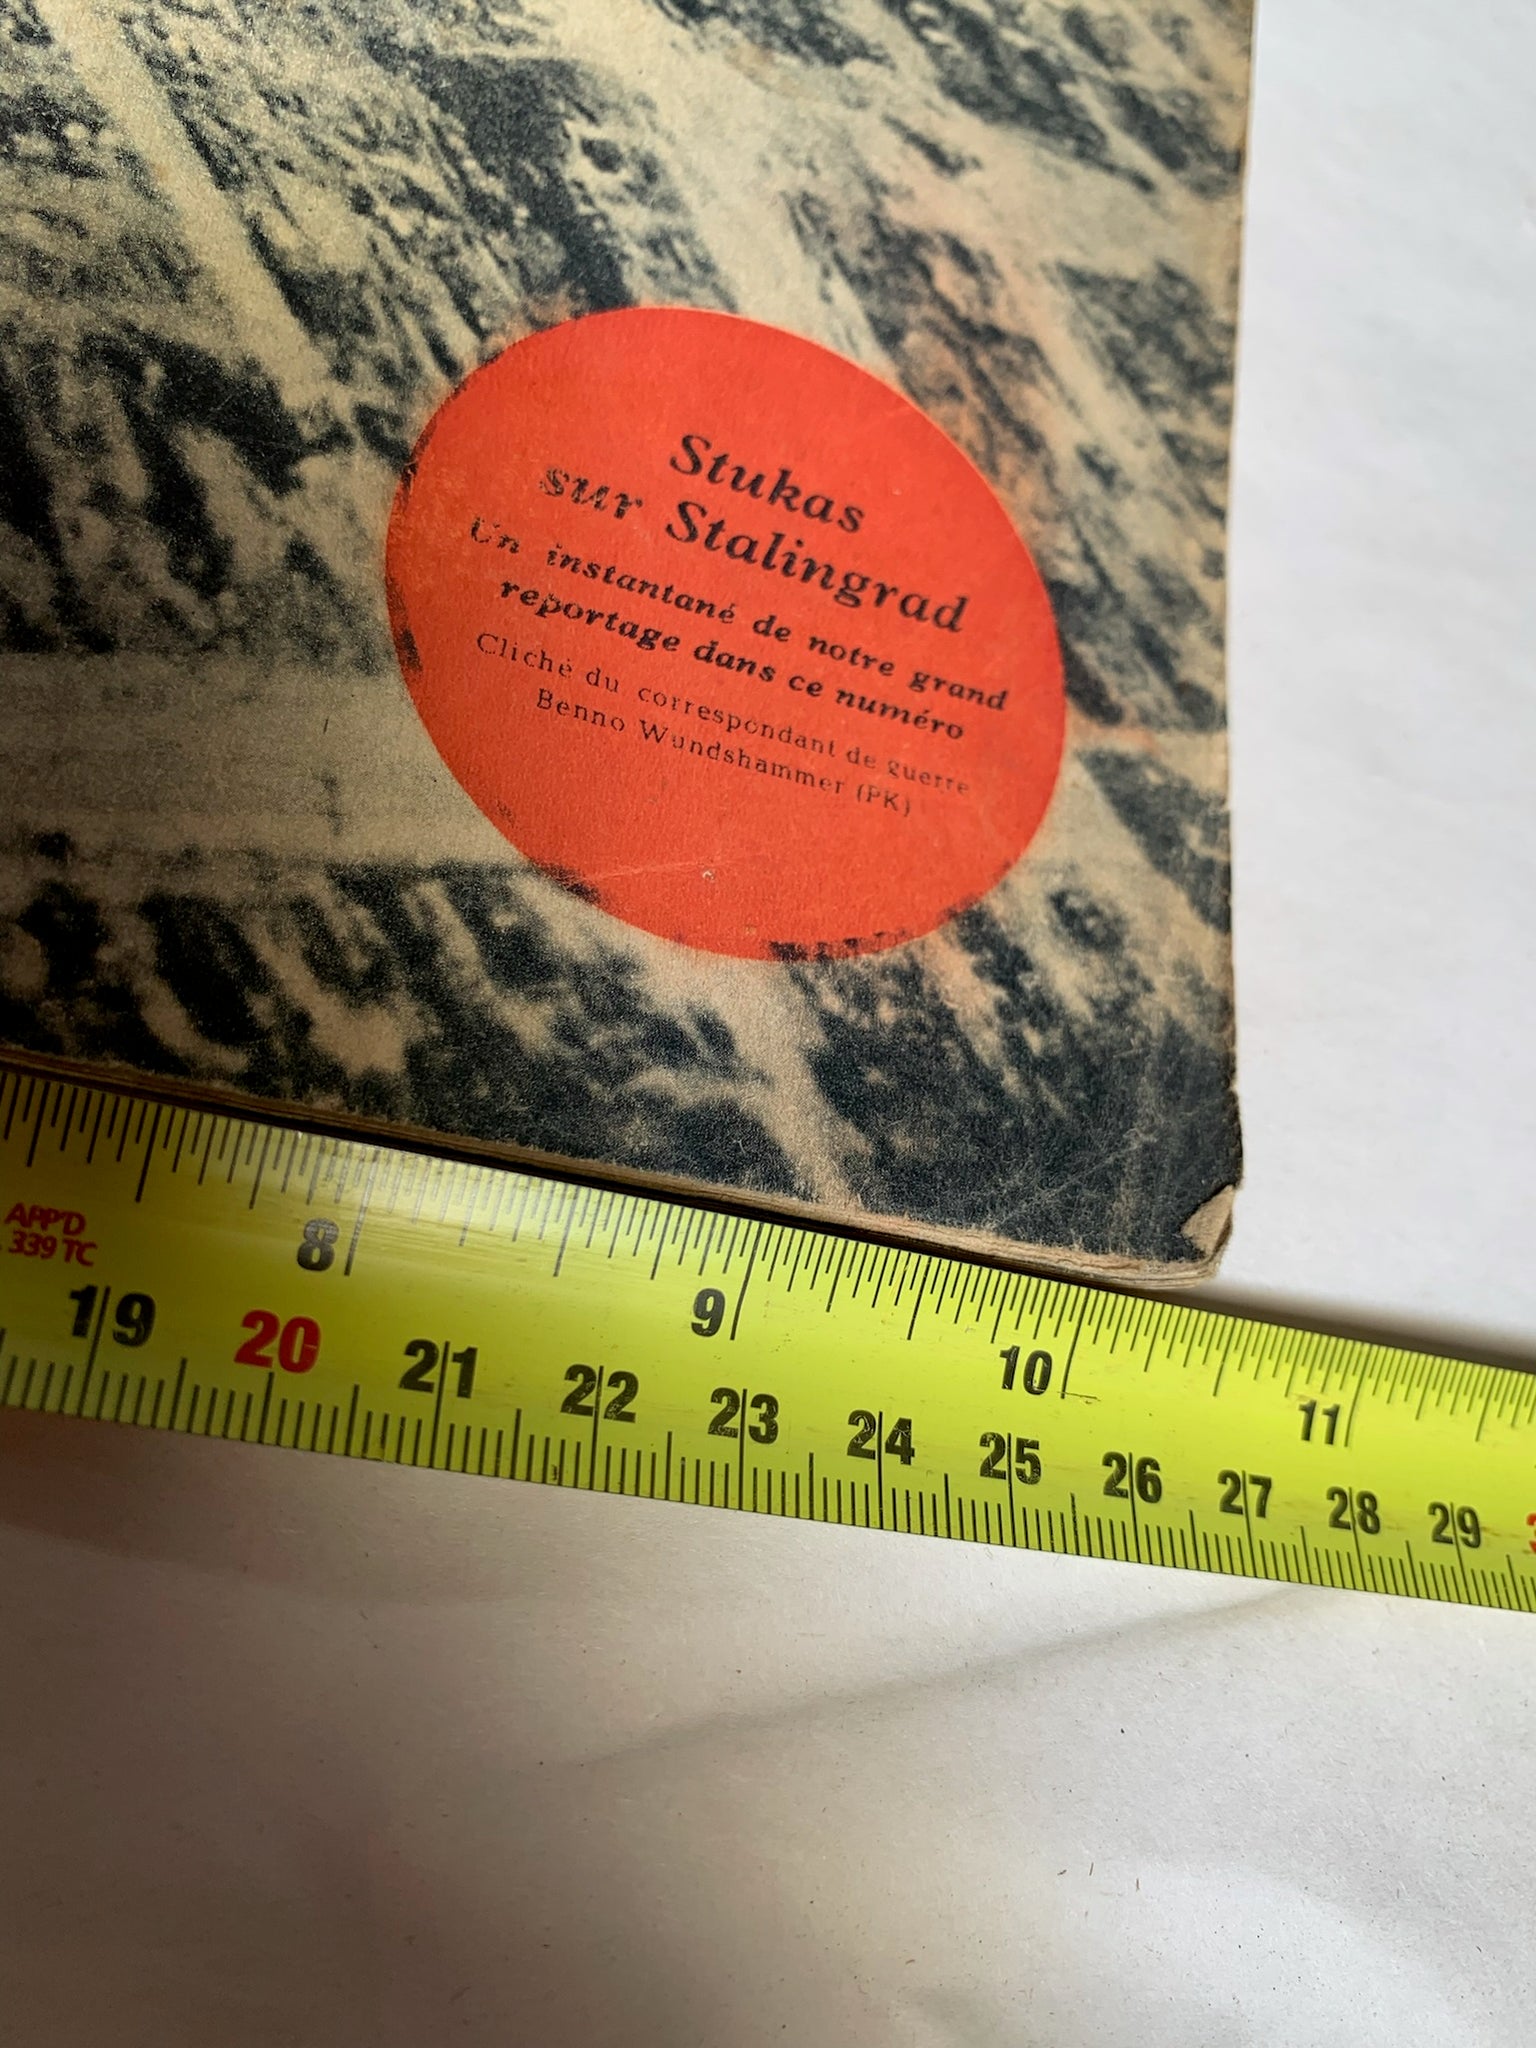 Stukas
sur Stalingrad
Un instantané de notre grand
reportage dans ce numéro
Cliché du correspondant de guerre
Benno Wundshammer (PK)
APP'D
339 TC
8 9 10 11
19 20 21 22 23 24 25 26 27 28 29